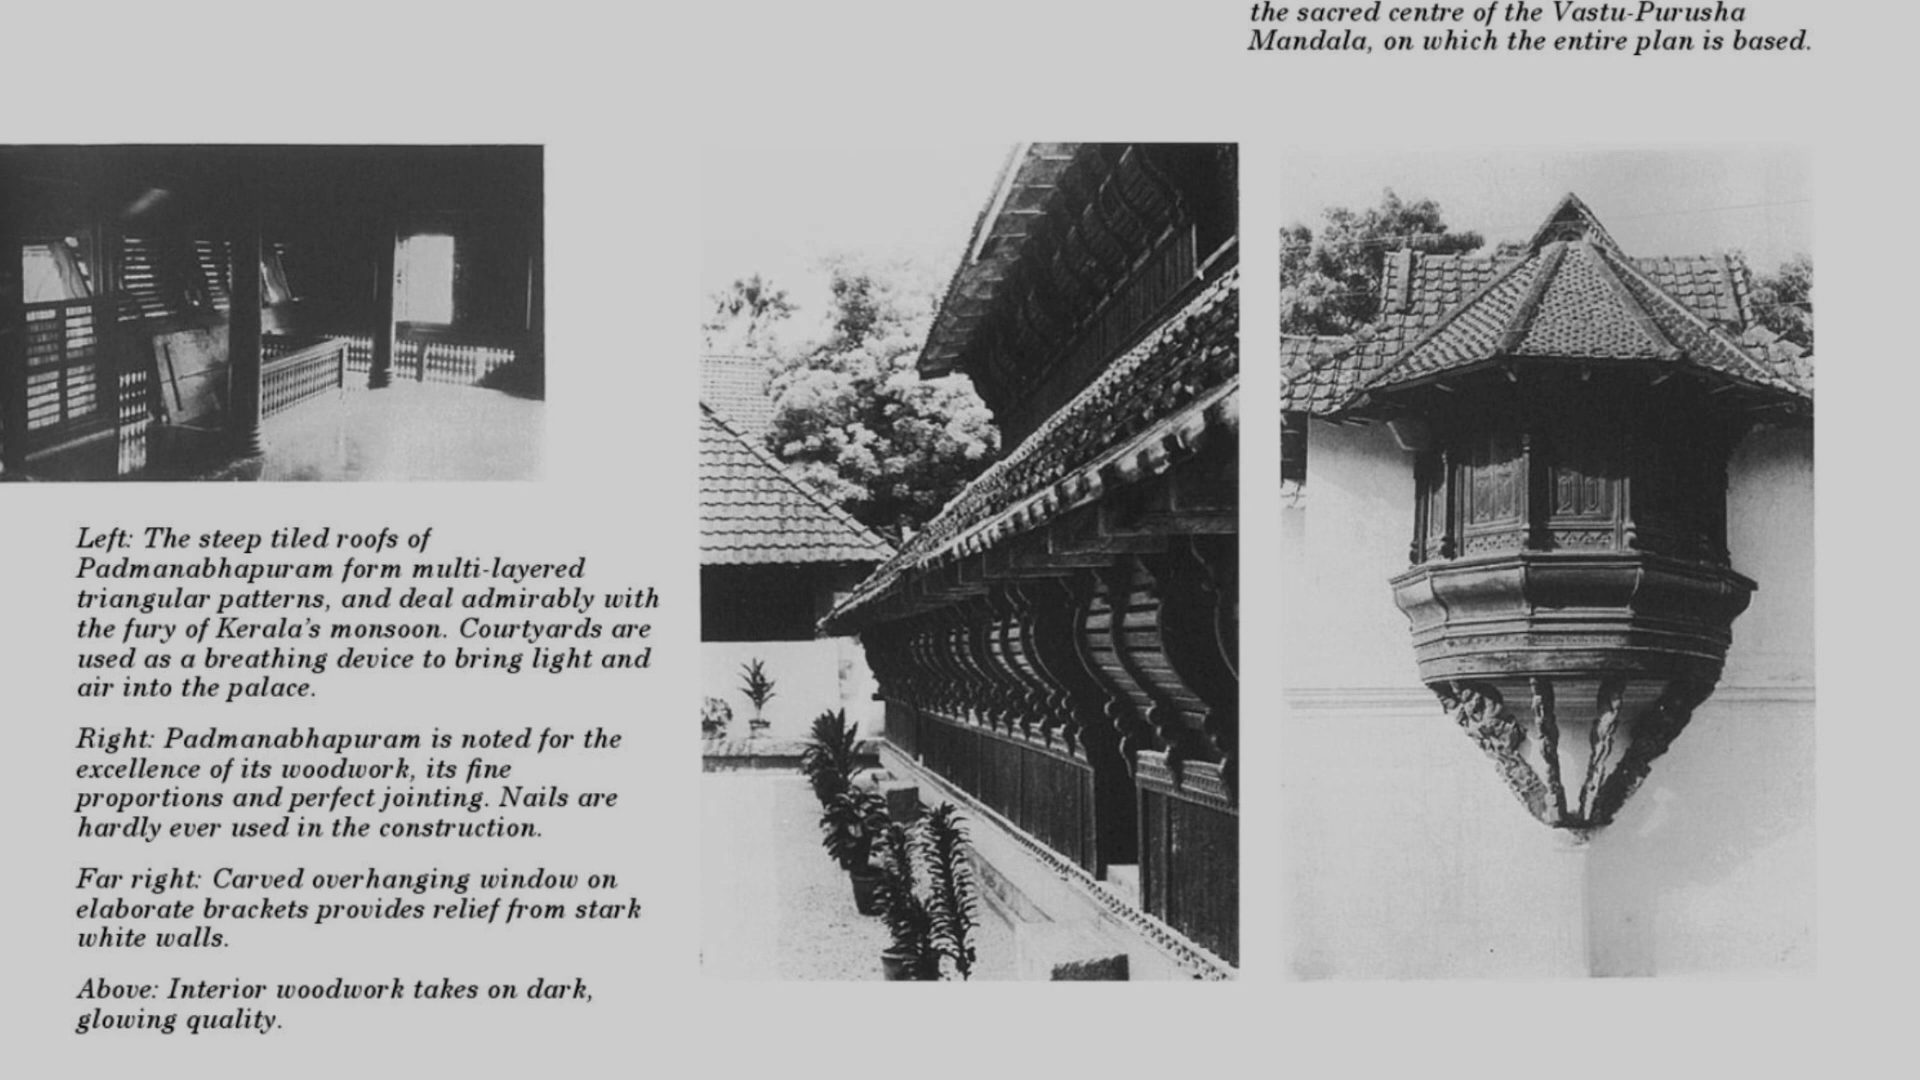 the sacred centre of the Vastu-Purusha
Mandala, on which the entire plan is based.
Left: The steep tiled roofs of
Padmanabhapuram form multi-layered
triangular patterns, and deal admirably with
the fury of Kerala's monsoon. Courtyards are
used as a breathing device to bring light and
air into the palace.
Right: Padmanabhapuram is noted for the
excellence of its woodwork, its fine
proportions and perfect jointing. Nails are
hardly ever used in the construction.
Far right: Carved overhanging window on
elaborate brackets provides relief from stark
white walls.
Above: Interior woodwork takes on dark,
glowing quality.